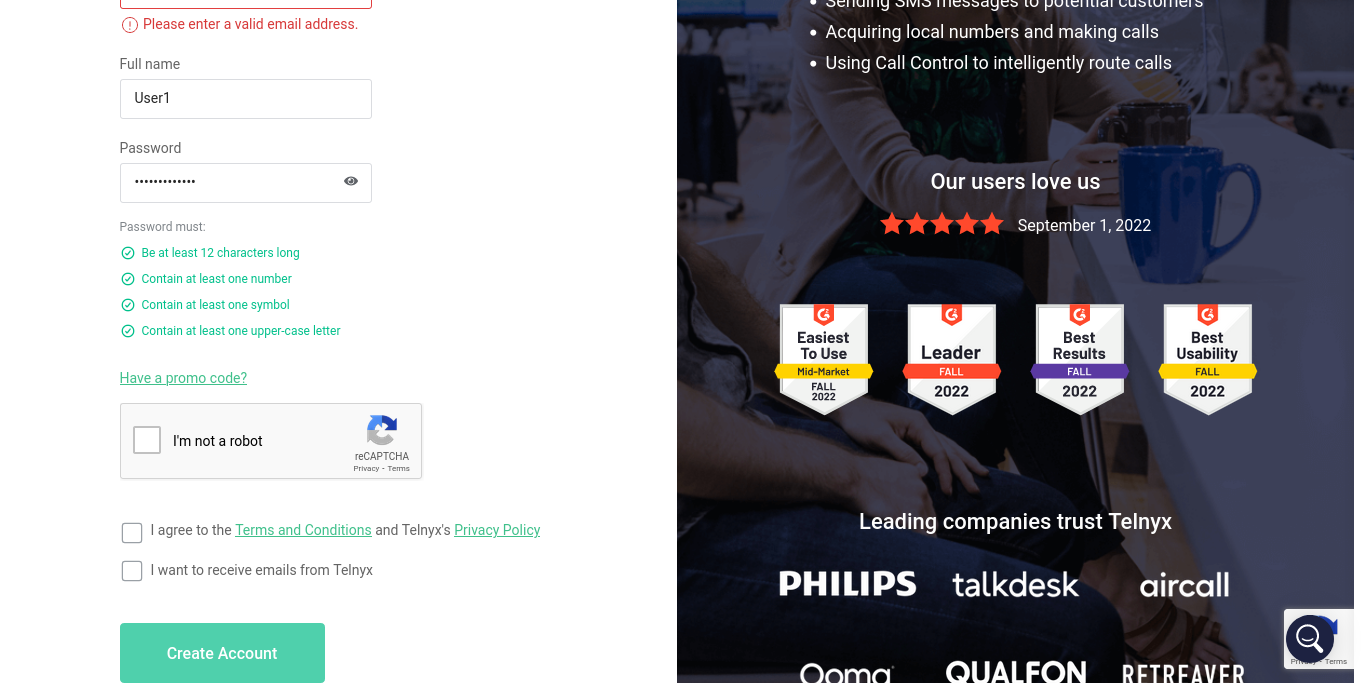 Please enter a valid email address.
Full name
User1
Password
•••••••••••••
Password must:
Be at least 12 characters long
Contain at least one number
Contain at least one symbol
Contain at least one upper-case letter
Have a promo code?
I'm not a robot
reCAPTCHA
Privacy - Terms
I agree to the Terms and Conditions and Telnyx's Privacy Policy
I want to receive emails from Telnyx
Create Account
Sending SMS messages to potential customers
Acquiring local numbers and making calls
Using Call Control to intelligently route calls
Our users love us
September 1, 2022
Easiest
To Use
Mid-Market
FALL
2022
Leader
FALL
2022
Best
Results
FALL
2022
Best
Usability
FALL
2022
Leading companies trust Telnyx
PHILIPS
talkdesk
aircall
Ooma
QUALFON
RETREAVER
Privacy - Terms